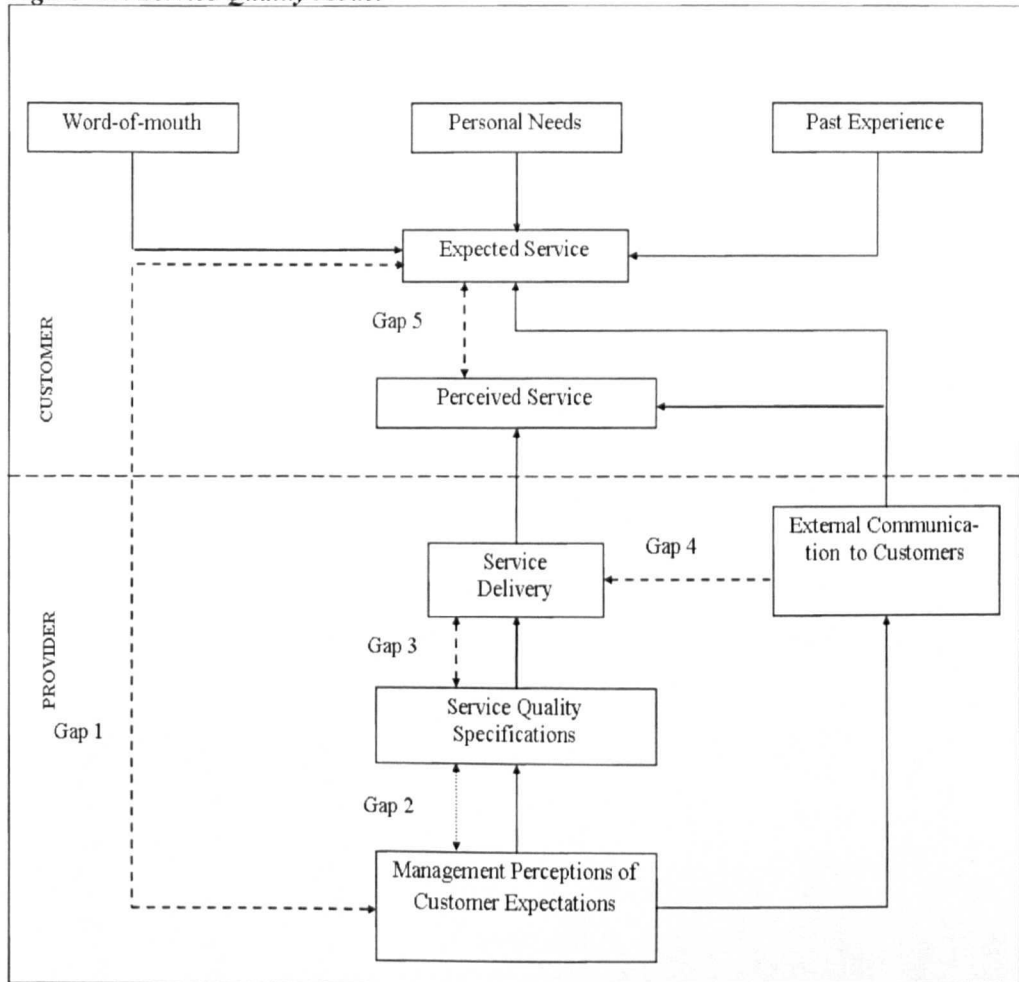 Quality
Word-of-mouth
Personal Needs
Past Experience
Expected Service
Gap 5
CUSTOMER
Perceived Service
External Communica-
tion to Customers
Gap 4
Service
Delivery
PROVIDER
Gap 3
Service Quality
Specifications
Gap 1
Gap 2
Management Perceptions of
Customer Expectations